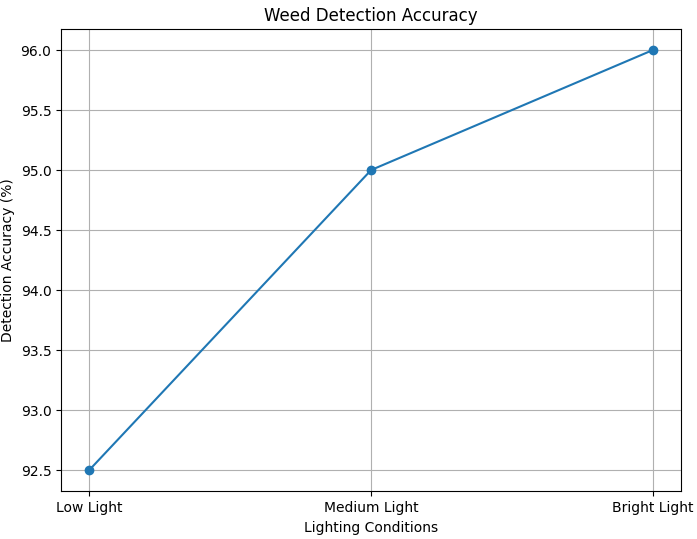 Weed Detection Accuracy
96.0
95.5
95.0
94.5
94.0
93.5
93.0
92.5
Detection Accuracy (%)
Low Light
Medium Light
Bright Light
Lighting Conditions